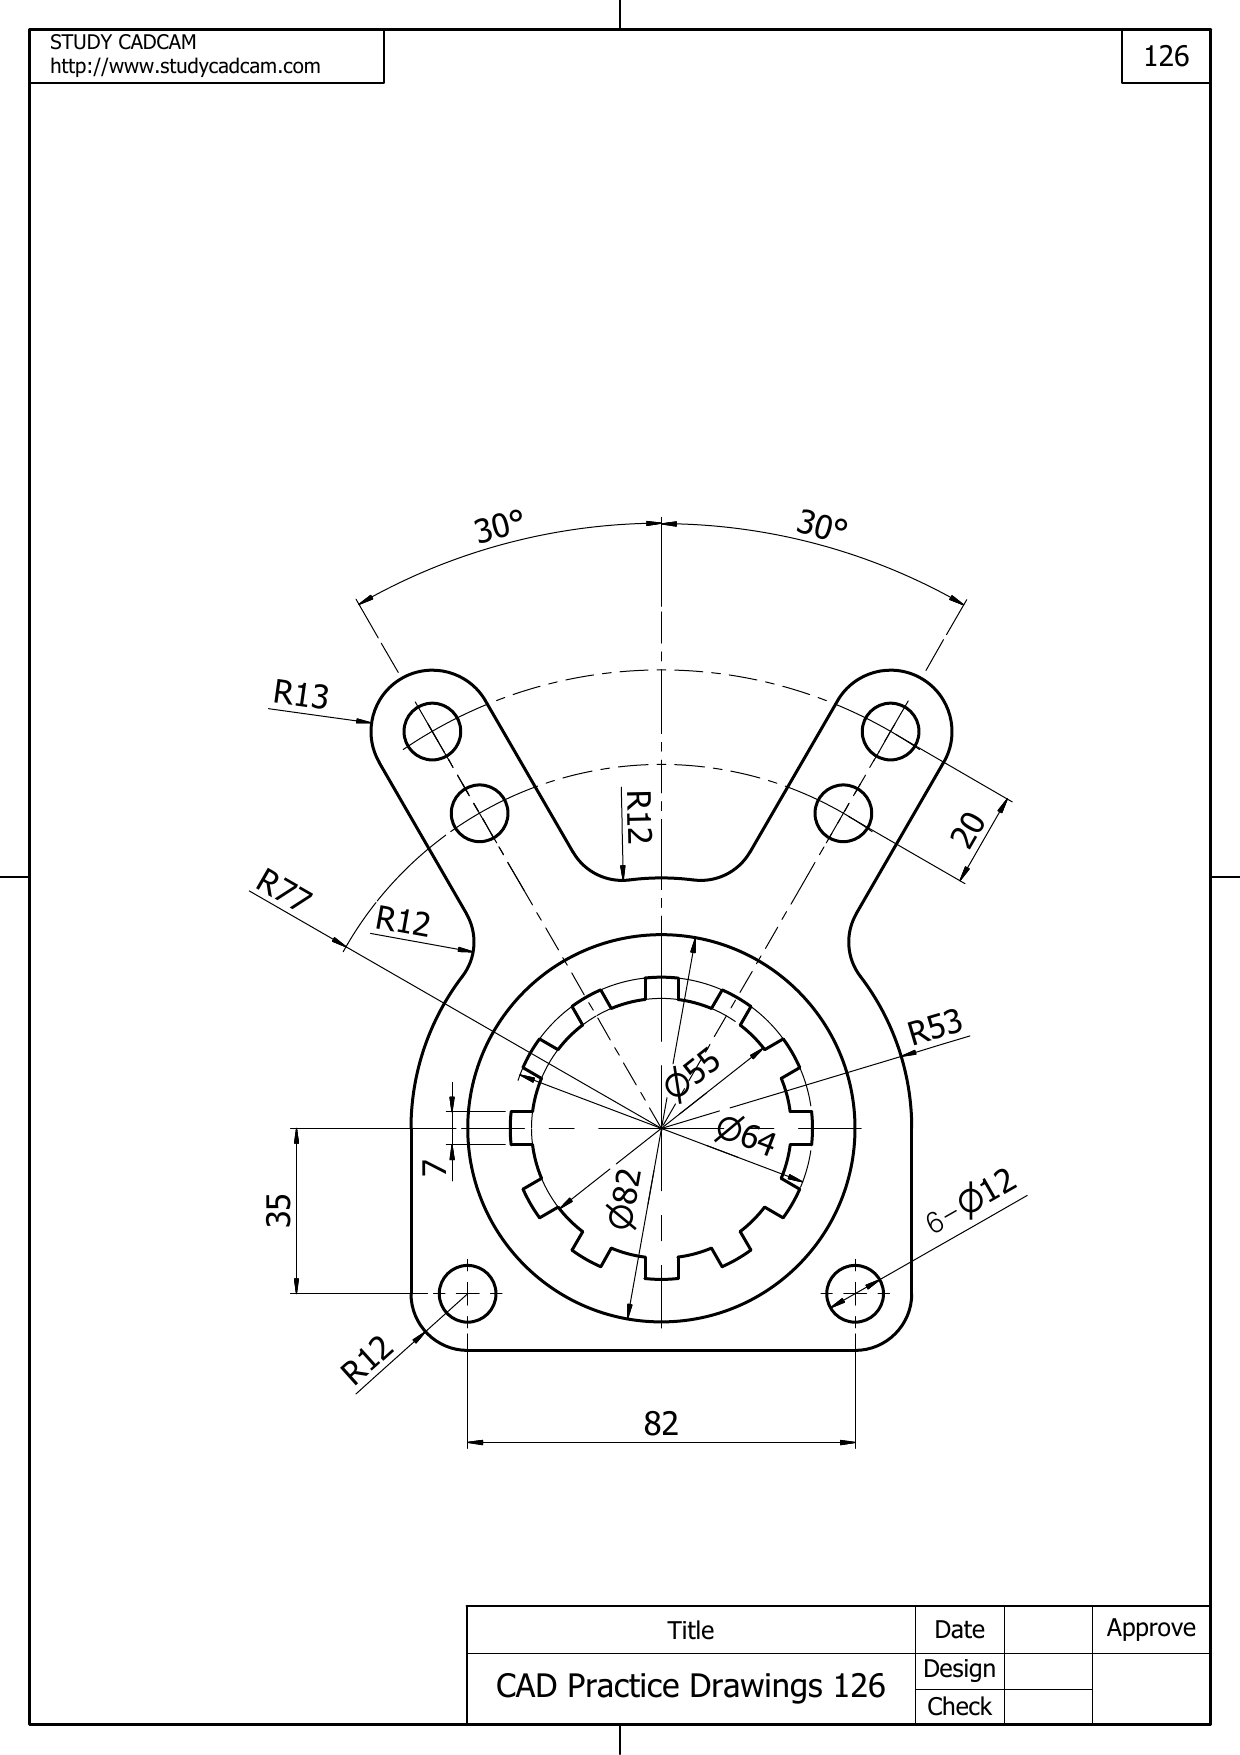 STUDY CADCAM
http://www.studycadcam.com
126
30°
30°
R13
R12
20
R77
R12
R53
Ø55
Ø64
7
Ø82
35
6-Ø12
R12
82
Title
Date
Approve
CAD Practice Drawings 126
Design
Check